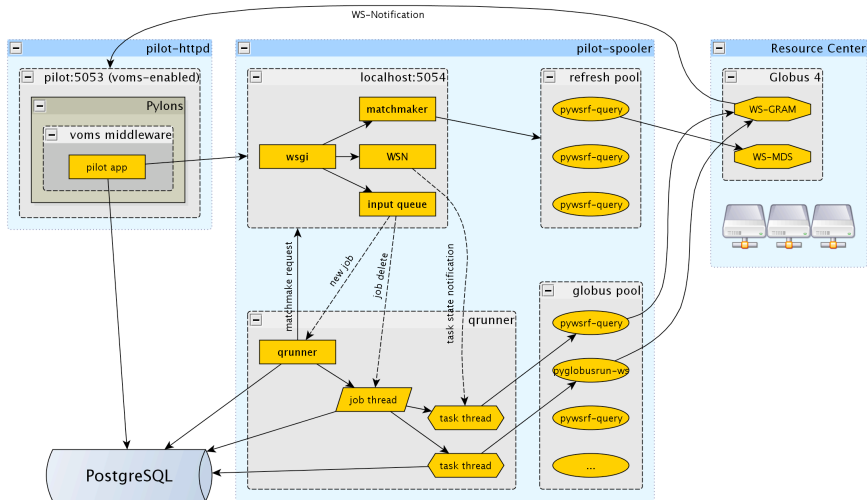 WS-Notification
pilot-httpd
pilot-spooler
Resource Center
pilot:5053 (voms-enabled)
localhost:5054
refresh pool
Globus 4
Pylons
matchmaker
pywsrf-query
WS-GRAM
voms middleware
pilot app
wsgi
WSN
pywsrf-query
WS-MDS
input queue
pywsrf-query
matchmake request
new job
job delete
task state notification
globus pool
qrunner
pywsrf-query
qrunner
pyglobusrun-ws
job thread
task thread
pywsrf-query
task thread
...
PostgreSQL